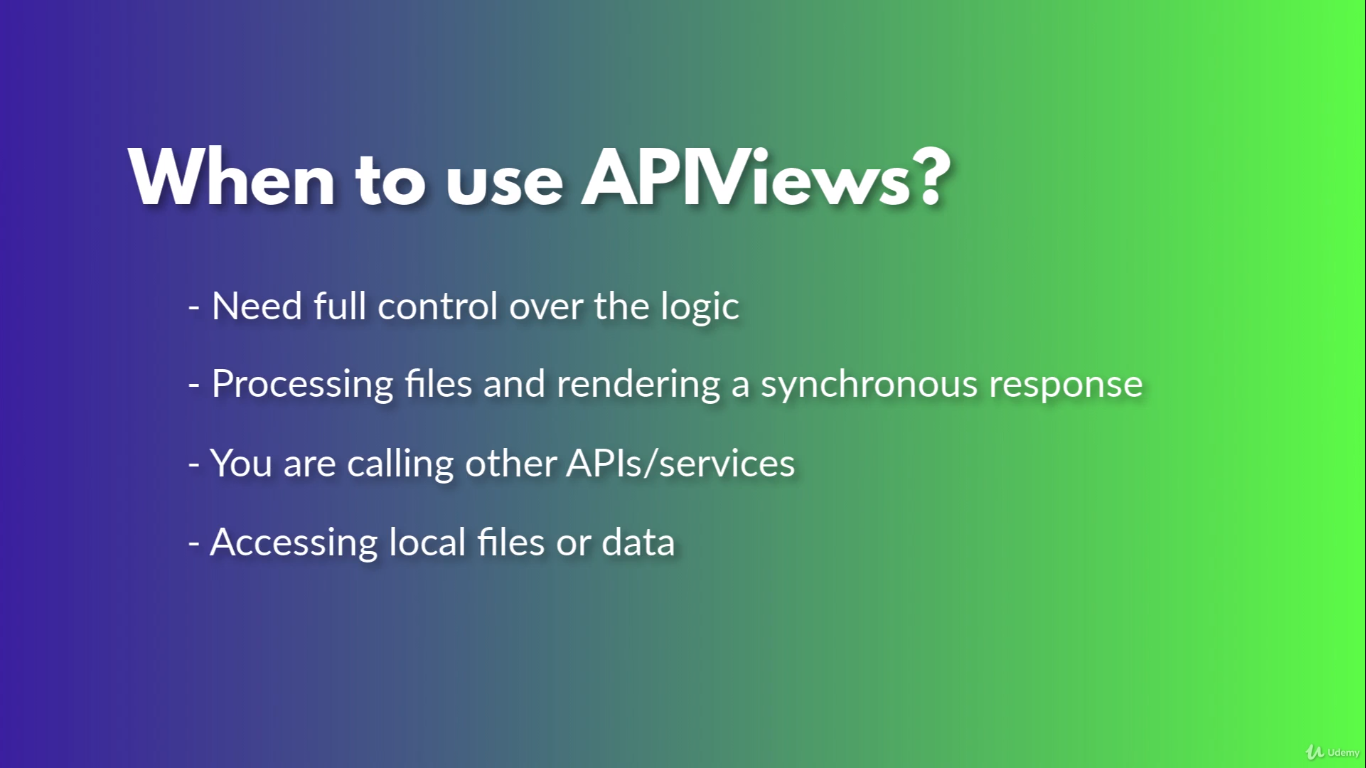 When to use APIViews?
- Need full control over the logic
- Processing files and rendering a synchronous response
- You are calling other APIs/services
- Accessing local files or data
Udemy